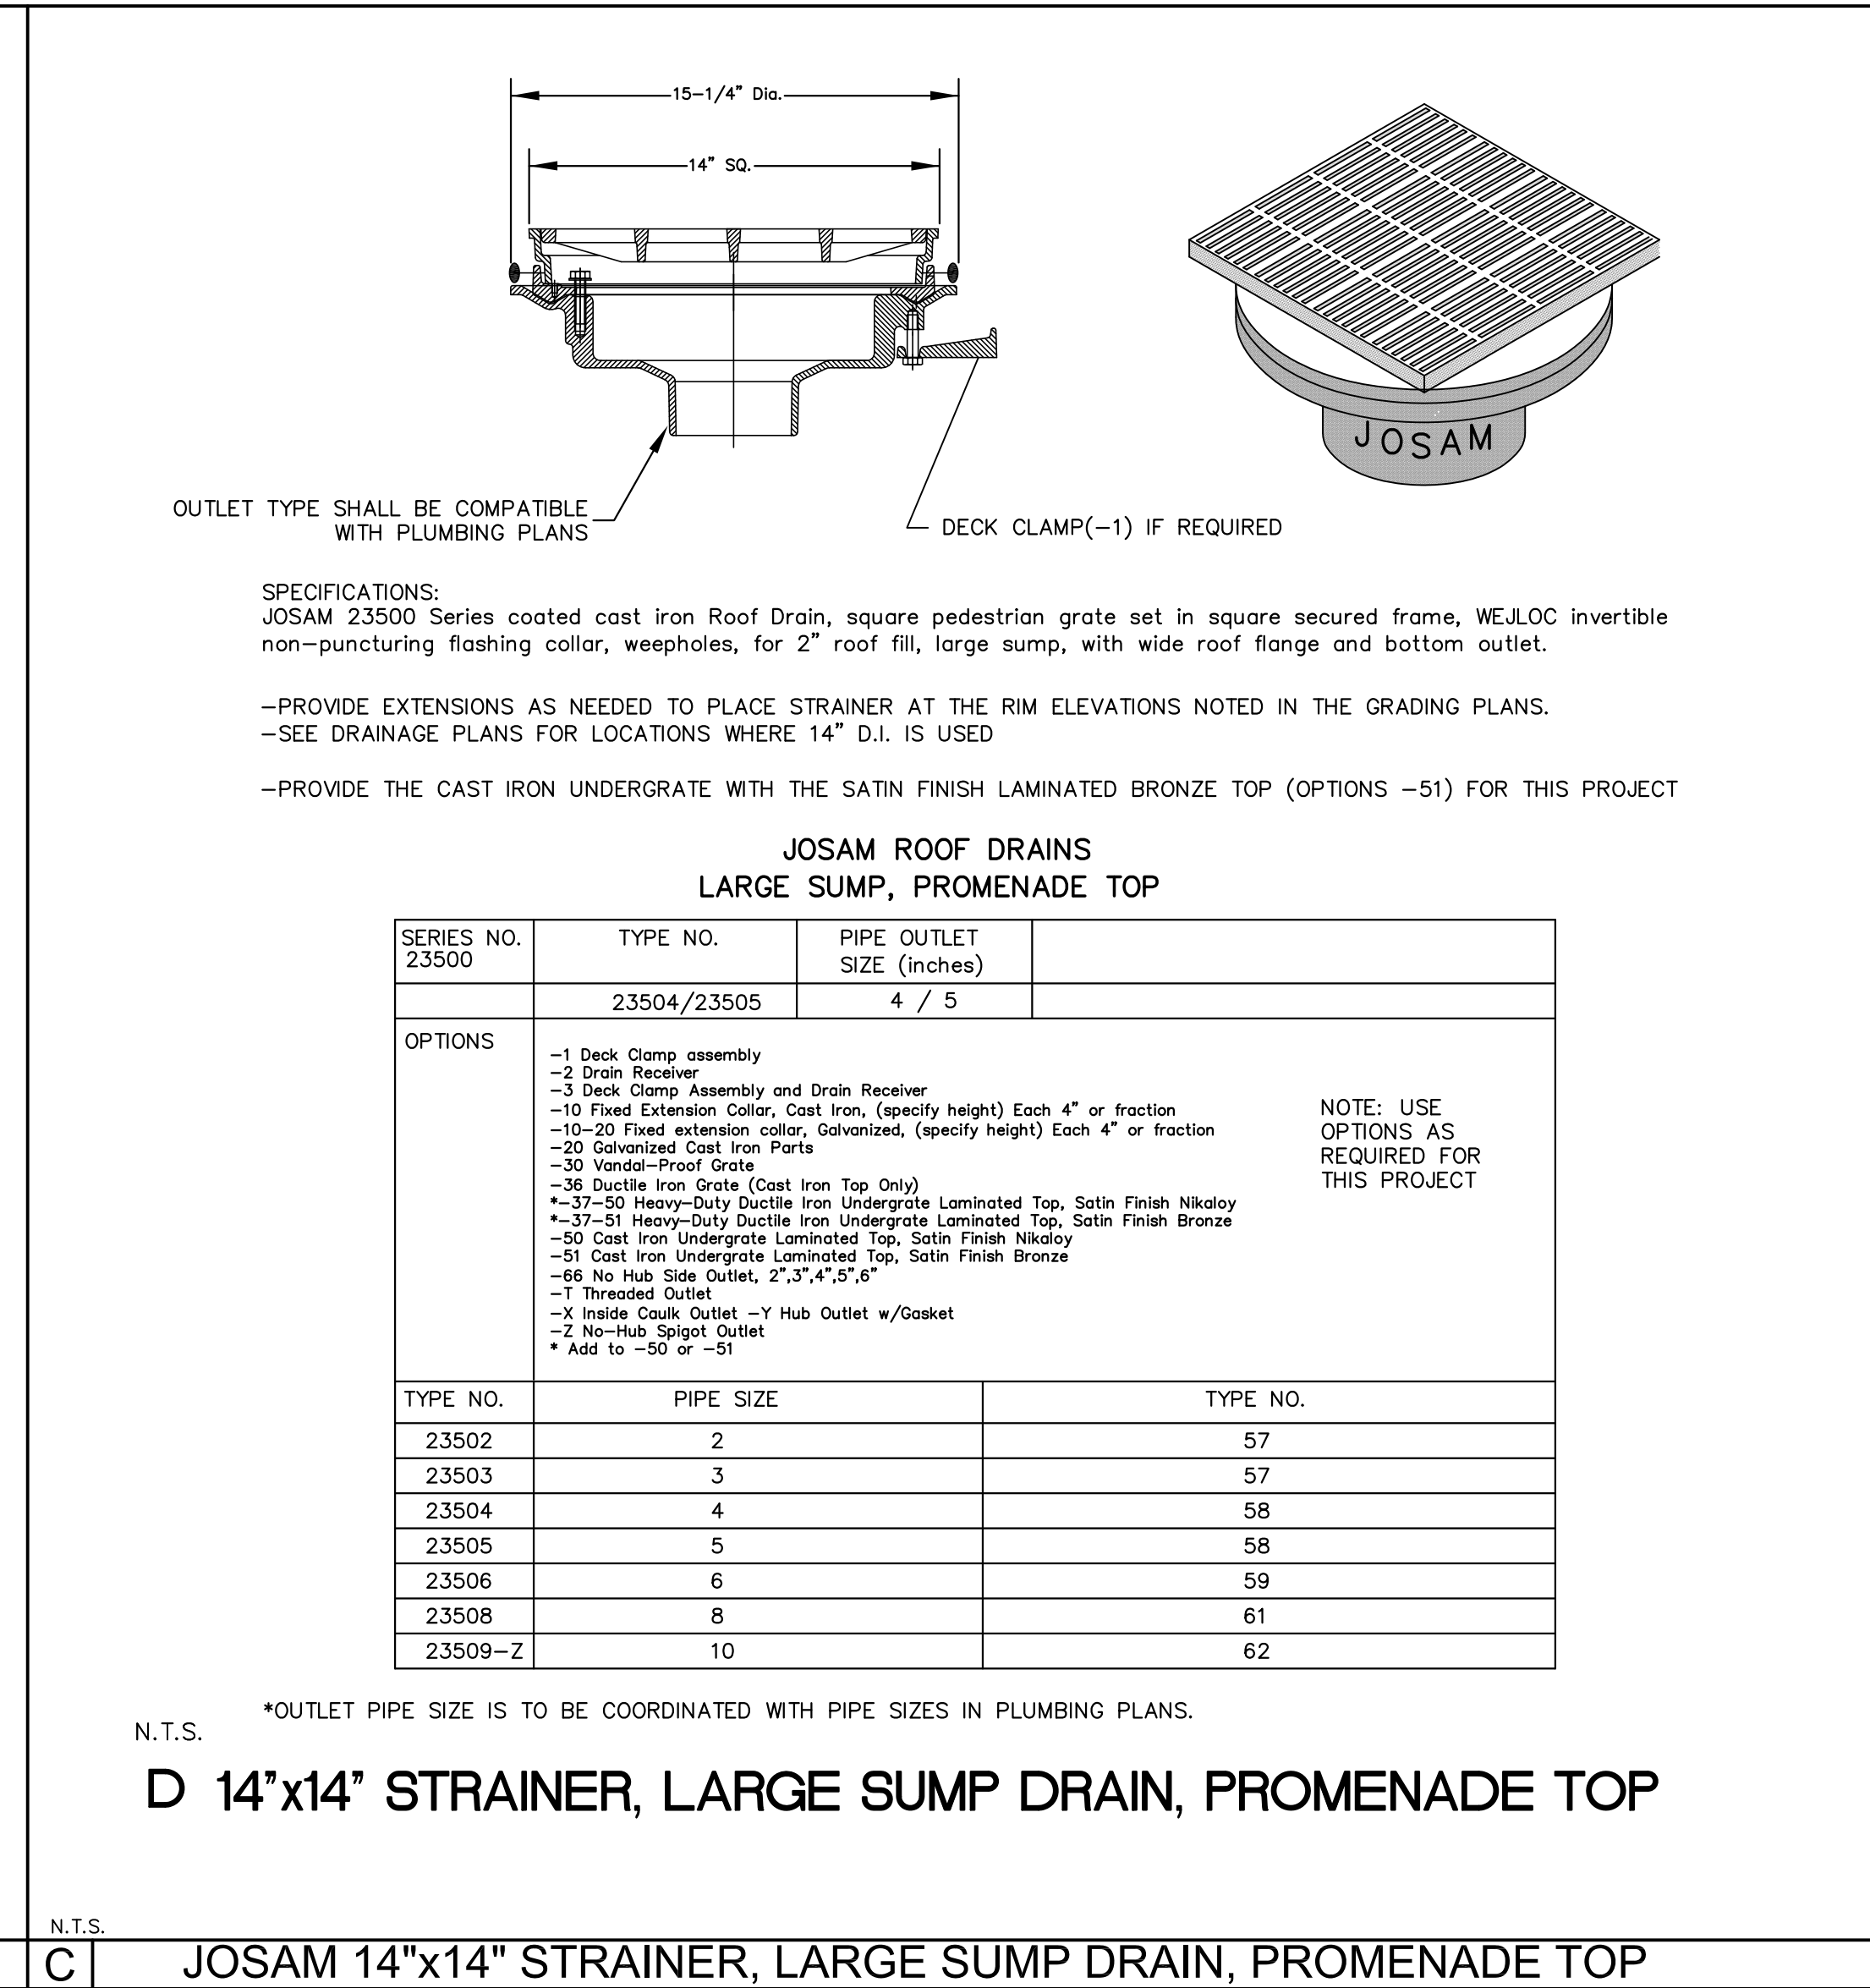 15-1/4" Dia.
14" SQ.
JOSAM
OUTLET TYPE SHALL BE COMPATIBLE
WITH PLUMBING PLANS
DECK CLAMP(-1) IF REQUIRED
SPECIFICATIONS:
JOSAM 23500 Series coated cast iron Roof Drain, square pedestrian grate set in square secured frame, WEJLOC invertible
non-puncturing flashing collar, weepholes, for 2" roof fill, large sump, with wide roof flange and bottom outlet.
-PROVIDE EXTENSIONS AS NEEDED TO PLACE STRAINER AT THE RIM ELEVATIONS NOTED IN THE GRADING PLANS.
-SEE DRAINAGE PLANS FOR LOCATIONS WHERE 14" D.I. IS USED
-PROVIDE THE CAST IRON UNDERGRATE WITH THE SATIN FINISH LAMINATED BRONZE TOP (OPTIONS -51) FOR THIS PROJECT
JOSAM ROOF DRAINS
LARGE SUMP, PROMENADE TOP
SERIES NO. TYPE NO. PIPE OUTLET
23500 SIZE (inches)
23504/23505 4 / 5
OPTIONS
-1 Deck Clamp assembly
-2 Drain Receiver
-3 Deck Clamp Assembly and Drain Receiver
-10 Fixed Extension Collar, Cast Iron, (specify height) Each 4" or fraction
-10-20 Fixed extension collar, Galvanized, (specify height) Each 4" or fraction
-20 Galvanized Cast Iron Parts
-30 Vandal-Proof Grate
-36 Ductile Iron Grate (Cast Iron Top Only)
*-37-50 Heavy-Duty Ductile Iron Undergrate Laminated Top, Satin Finish Nikaloy
*-37-51 Heavy-Duty Ductile Iron Undergrate Laminated Top, Satin Finish Bronze
-50 Cast Iron Undergrate Laminated Top, Satin Finish Nikaloy
-51 Cast Iron Undergrate Laminated Top, Satin Finish Bronze
-66 No Hub Side Outlet, 2",3",4",5",6"
-T Threaded Outlet
-X Inside Caulk Outlet -Y Hub Outlet w/Gasket
-Z No-Hub Spigot Outlet
* Add to -50 or -51
NOTE: USE
OPTIONS AS
REQUIRED FOR
THIS PROJECT
TYPE NO. PIPE SIZE TYPE NO.
23502 2 57
23503 3 57
23504 4 58
23505 5 58
23506 6 59
23508 8 61
23509-Z 10 62
*OUTLET PIPE SIZE IS TO BE COORDINATED WITH PIPE SIZES IN PLUMBING PLANS.
N.T.S.
D 14"x14" STRAINER, LARGE SUMP DRAIN, PROMENADE TOP
N.T.S.
C JOSAM 14"x14" STRAINER, LARGE SUMP DRAIN, PROMENADE TOP